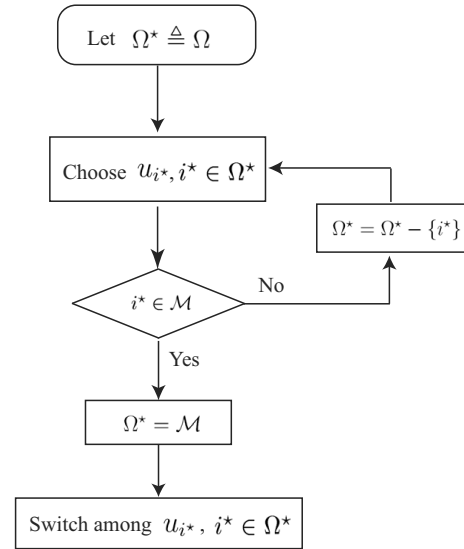 Let Ω⋆ ≜ Ω
Choose u_{i⋆}, i⋆ ∈ Ω⋆
Ω⋆ = Ω⋆ − {i⋆}
i⋆ ∈ ℳ
No
Yes
Ω⋆ = ℳ
Switch among u_{i⋆}, i⋆ ∈ Ω⋆